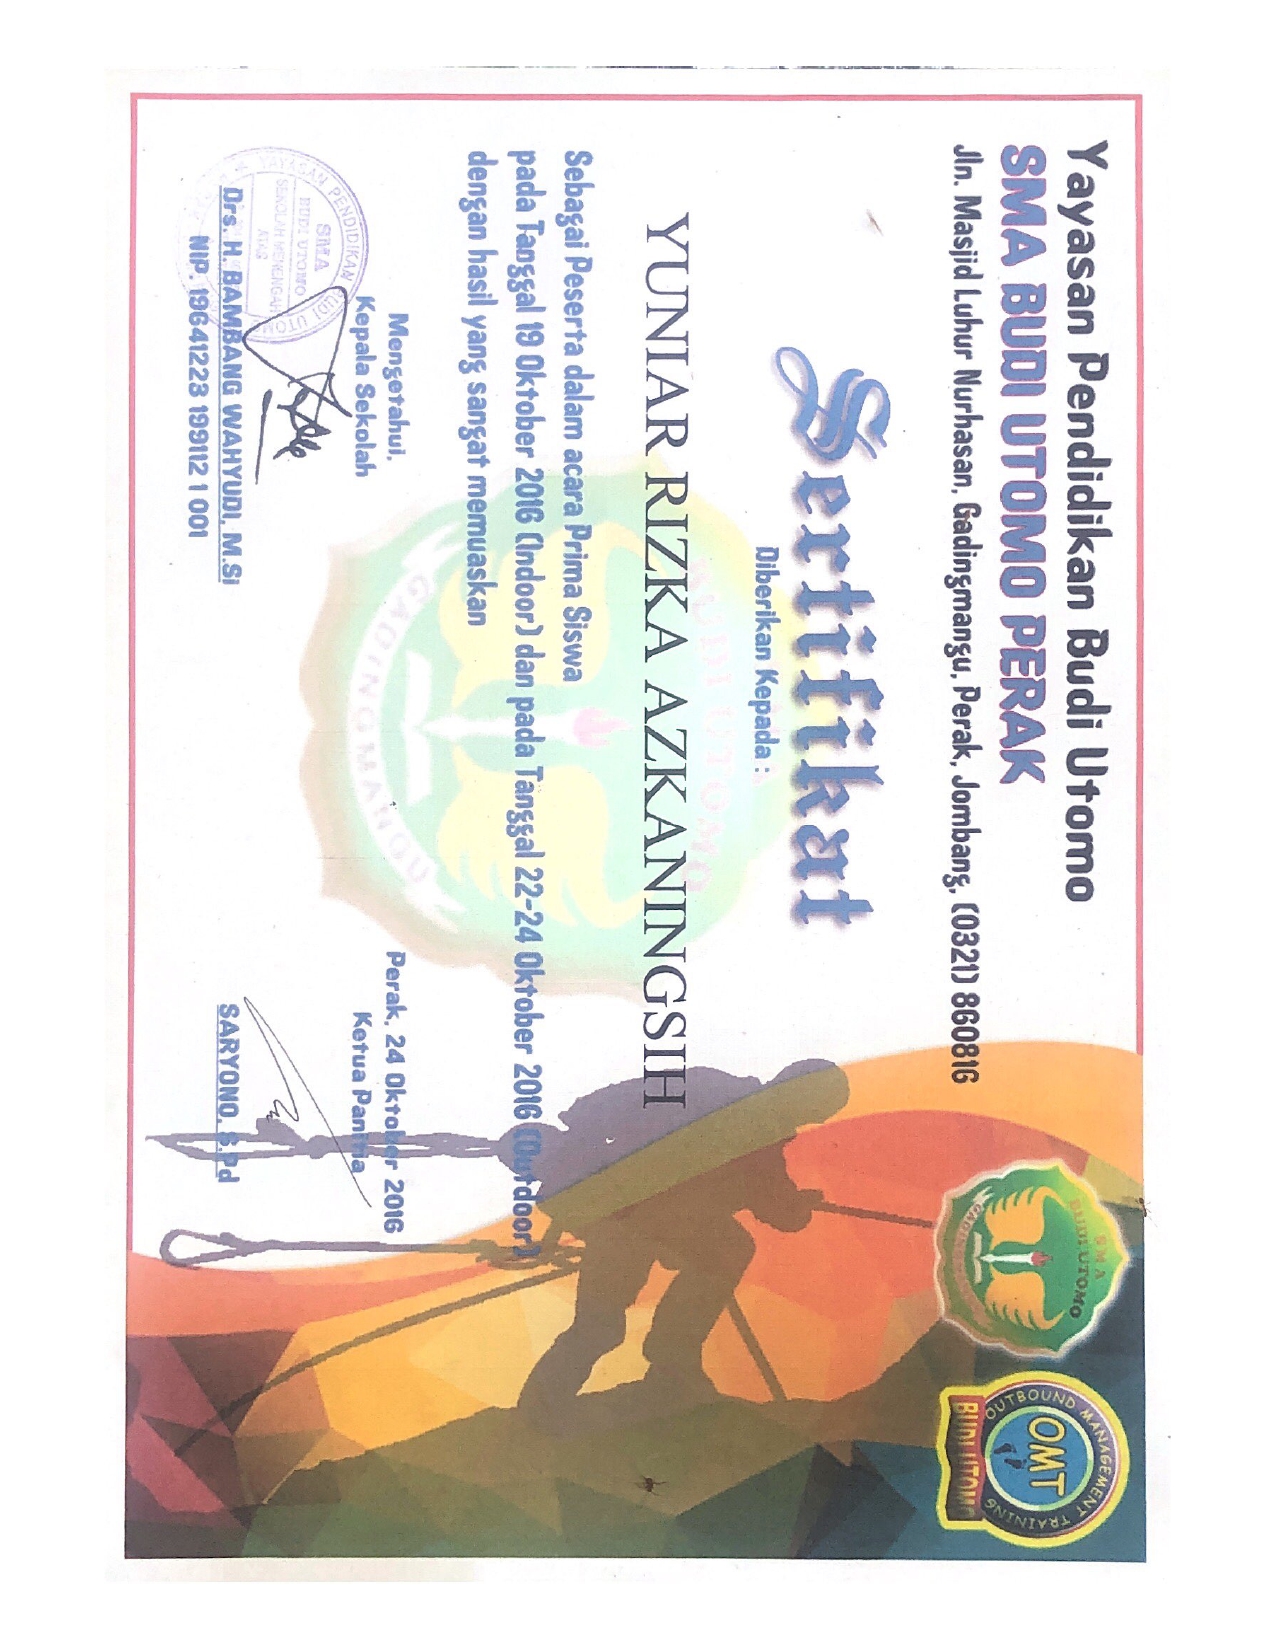 Yayasan Pendidikan Budi Utomo
SMA BUDI UTOMO PERAK
Jln. Masjid Luhur Nurhasan, Gadingmangu, Perak, Jombang, (0321) 860816
SMA
BUDI UTOMO
GADINGMANGU
OUTBOUND MANAGEMENT TRAINING
OMT
BUDI UTOMO
Sertifikat
Diberikan Kepada :
BUDI UTOMO
YUNIAR RIZKA AZKANINGSIH
Sebagai Peserta dalam acara Prima Siswa
pada Tanggal 19 Oktober 2016 (Indoor) dan pada Tanggal 22-24 Oktober 2016 (Outdoor)
dengan hasil yang sangat memuaskan
GADINGMANGU
Mengetahui,
Kepala Sekolah
YAYASAN PENDIDIKAN BUDI UTOMO
SMA
BUDI UTOMO
SEKOLAH MENENGAH
ATAS
Drs. H. BAMBANG WAHYUDI, M.Si
NIP. 19641223 199112 1 001
Perak, 24 Oktober 2016
Ketua Panitia
SARYONO, S.Pd